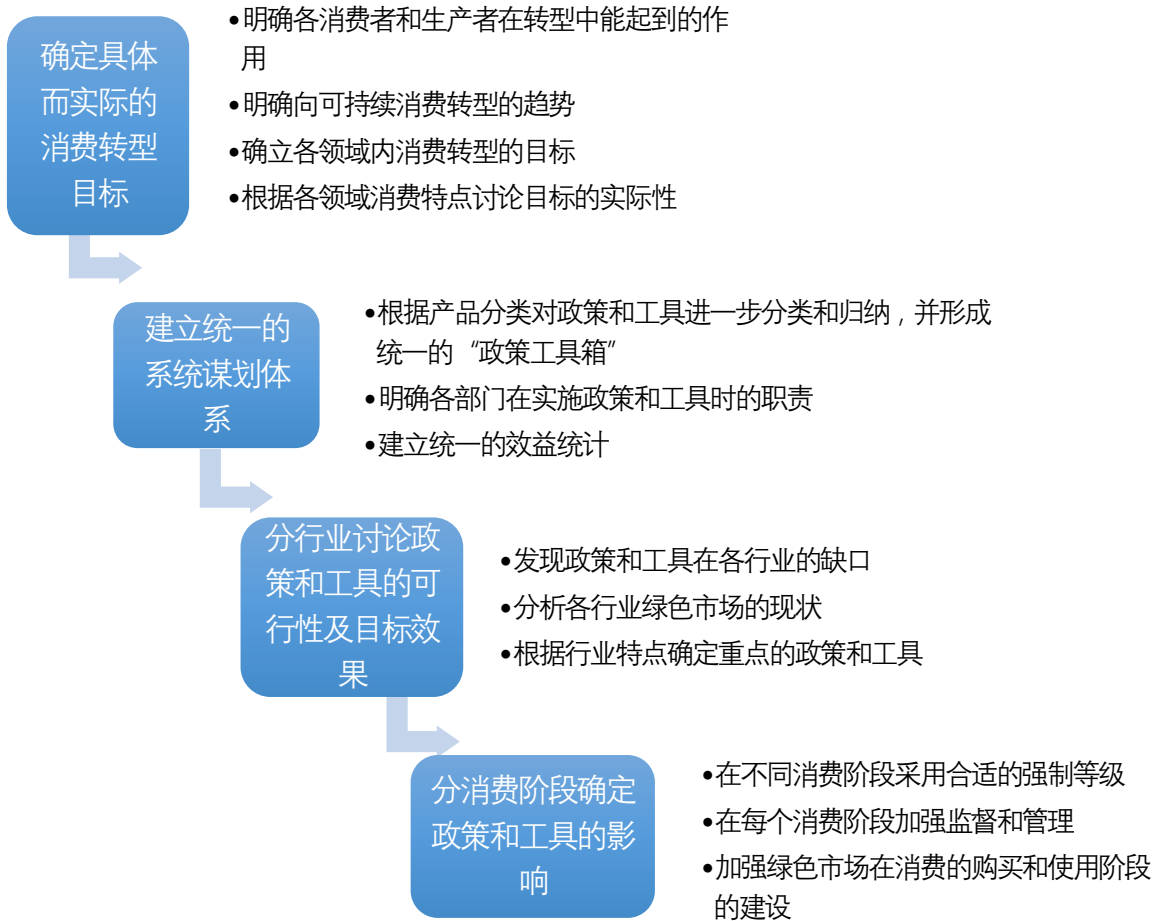 确定具体
而实际的
消费转型
目标
•明确各消费者和生产者在转型中能起到的作
用
•明确向可持续消费转型的趋势
•确立各领域内消费转型的目标
•根据各领域消费特点讨论目标的实际性
建立统一的
系统谋划体
系
•根据产品分类对政策和工具进一步分类和归纳，并形成
统一的“政策工具箱”
•明确各部门在实施政策和工具时的职责
•建立统一的效益统计
分行业讨论政
策和工具的可
行性及目标效
果
•发现政策和工具在各行业的缺口
•分析各行业绿色市场的现状
•根据行业特点确定重点的政策和工具
分消费阶段确定
政策和工具的影
响
•在不同消费阶段采用合适的强制等级
•在每个消费阶段加强监督和管理
•加强绿色市场在消费的购买和使用阶段
的建设